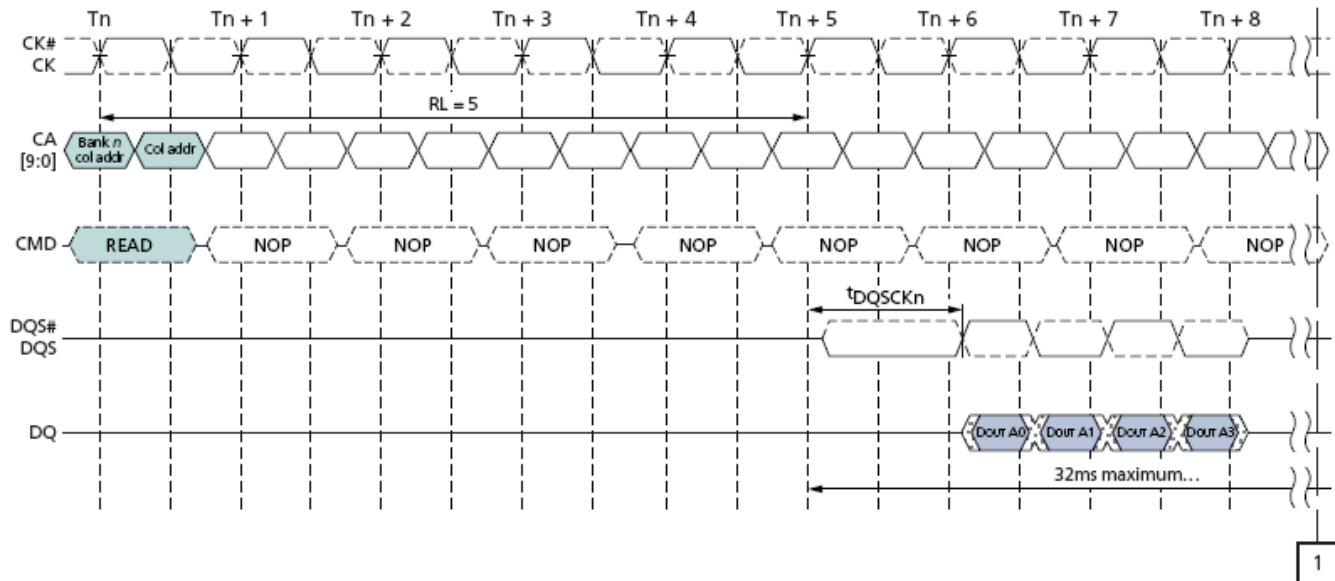 Tn Tn + 1 Tn + 2 Tn + 3 Tn + 4 Tn + 5 Tn + 6 Tn + 7 Tn + 8
CK#
CK
RL = 5
CA
[9:0]
Bank n
col addr
Col addr
CMD READ NOP NOP NOP NOP NOP NOP NOP NOP
tDQSCKn
DQS#
DQS
DQ DOUT A0 DOUT A1 DOUT A2 DOUT A3
32ms maximum…
1